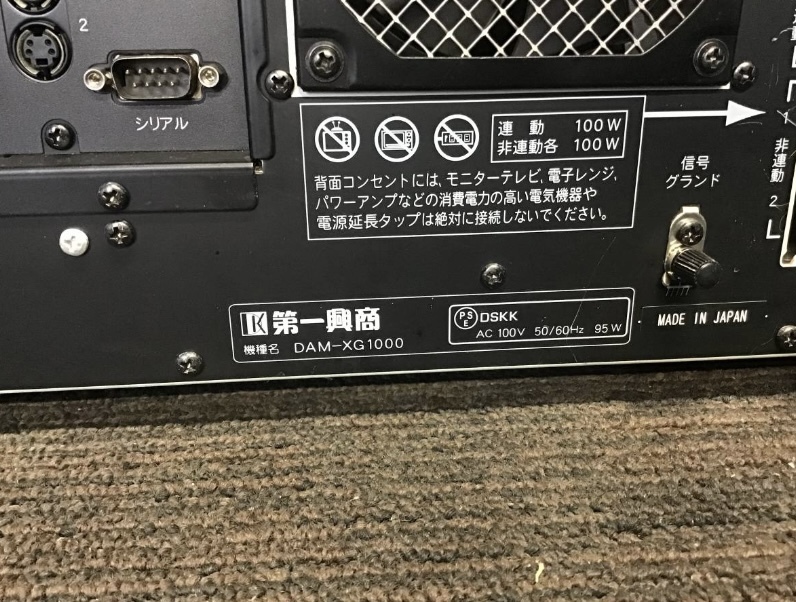 2
シリアル
連動 100W
非連動各 100W
背面コンセントには、モニターテレビ、電子レンジ、
パワーアンプなどの消費電力の高い電気機器や
電源延長タップは絶対に接続しないでください。
信号
グランド
非連動
2
1
DK 第一興商
機種名 DAM-XG1000
PSE DSKK
AC 100V 50/60Hz 95W
MADE IN JAPAN